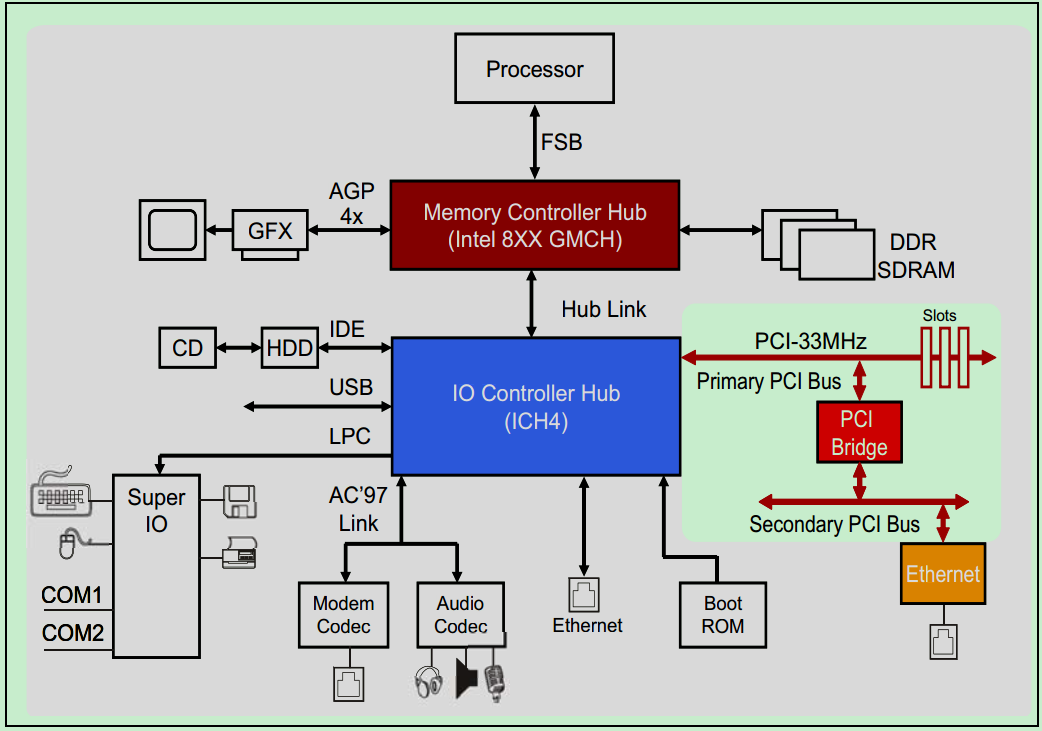 Processor
FSB
AGP
4x
GFX
Memory Controller Hub
(Intel 8XX GMCH)
DDR
SDRAM
Hub Link
CD
HDD
IDE
USB
LPC
IO Controller Hub
(ICH4)
Slots
PCI-33MHz
Primary PCI Bus
PCI
Bridge
Secondary PCI Bus
Ethernet
Super
IO
COM1
COM2
AC’97
Link
Modem
Codec
Audio
Codec
Ethernet
Boot
ROM